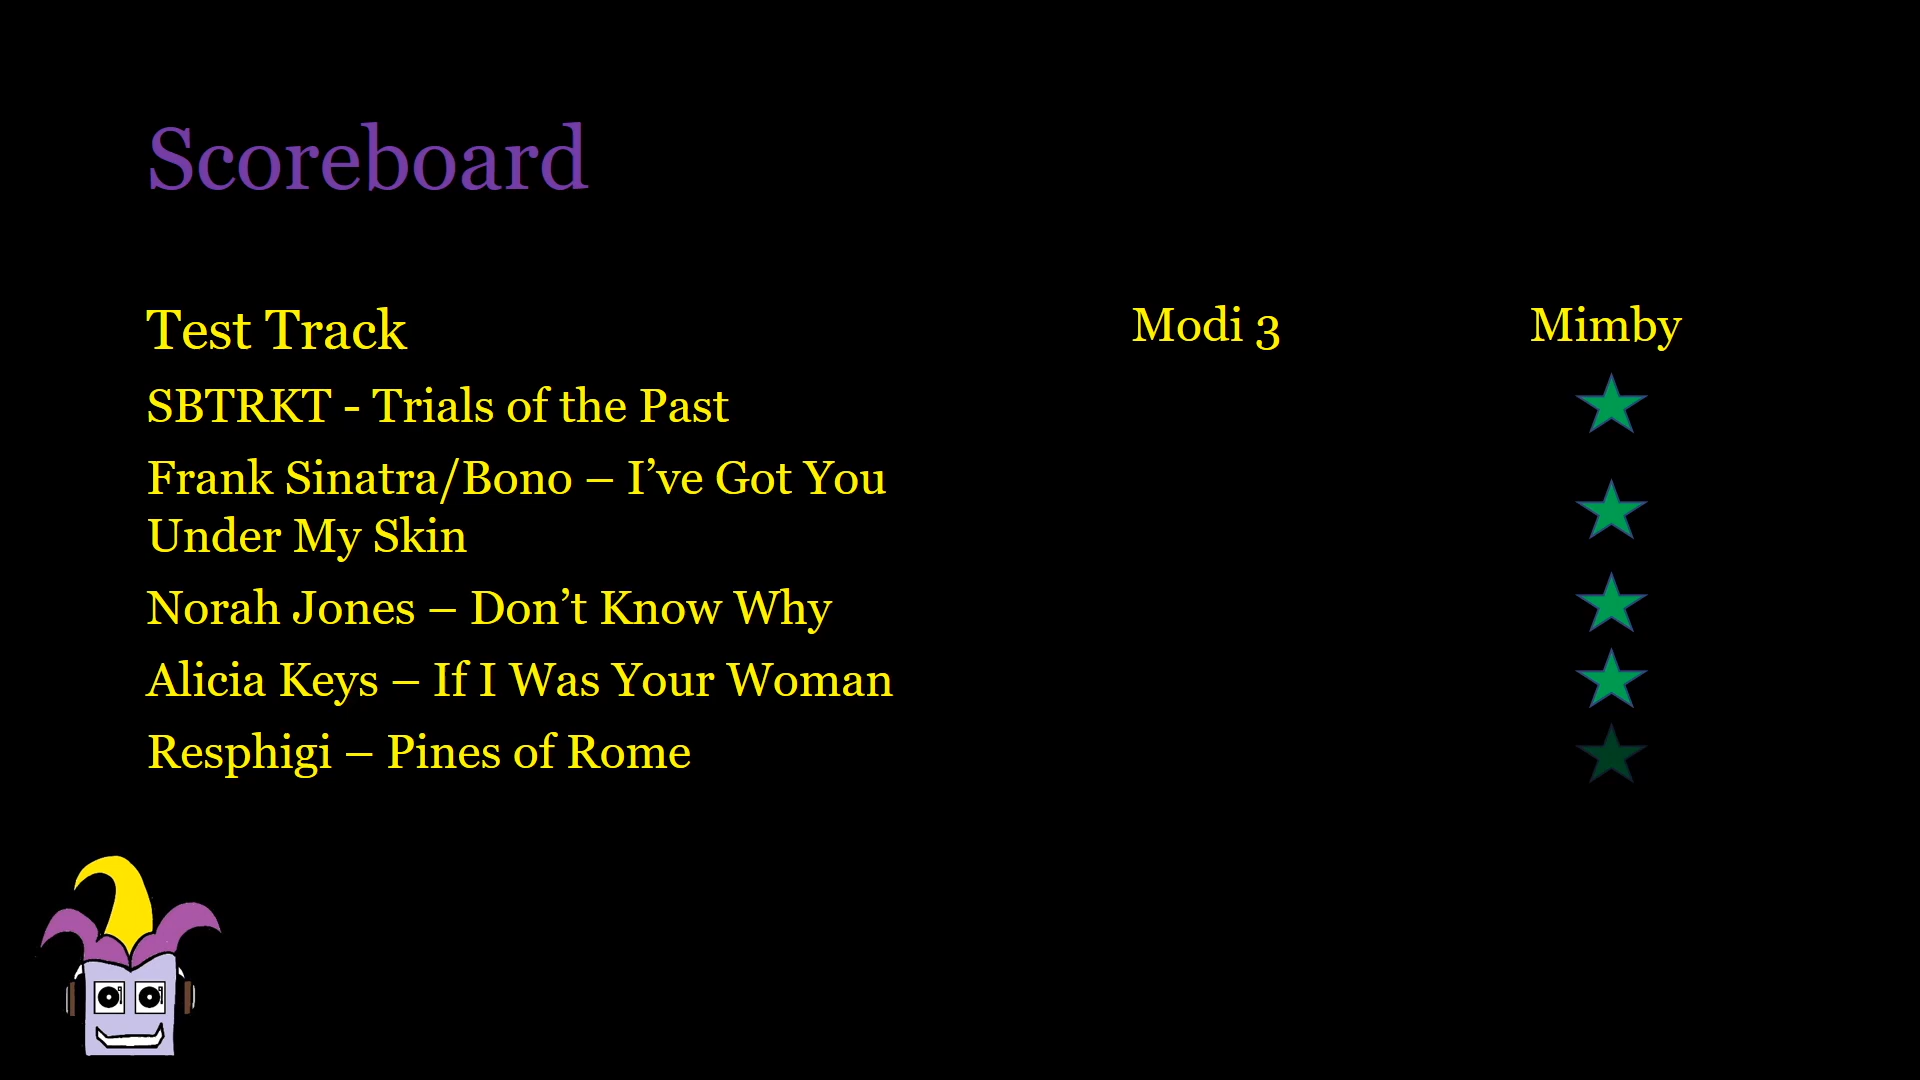 Scoreboard
Test Track Modi 3 Mimby
SBTRKT - Trials of the Past
Frank Sinatra/Bono – I’ve Got You
Under My Skin
Norah Jones – Don’t Know Why
Alicia Keys – If I Was Your Woman
Resphigi – Pines of Rome